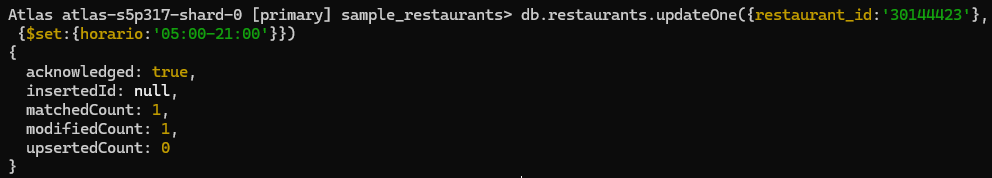 Atlas atlas-s5p317-shard-0 [primary] sample_restaurants> db.restaurants.updateOne({restaurant_id:'30144423'},
 {$set:{horario:'05:00-21:00'}})
{
  acknowledged: true,
  insertedId: null,
  matchedCount: 1,
  modifiedCount: 1,
  upsertedCount: 0
}